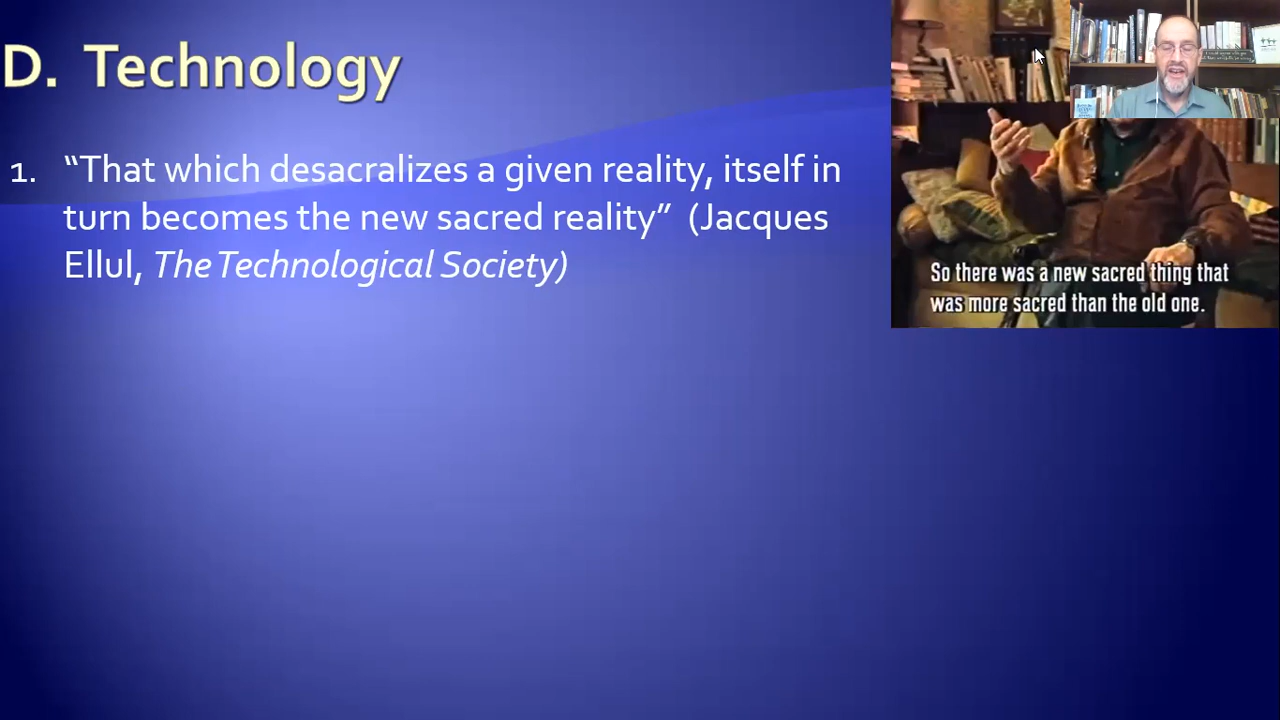 D. Technology
1. “That which desacralizes a given reality, itself in
turn becomes the new sacred reality” (Jacques
Ellul, The Technological Society)
So there was a new sacred thing that
was more sacred than the old one.